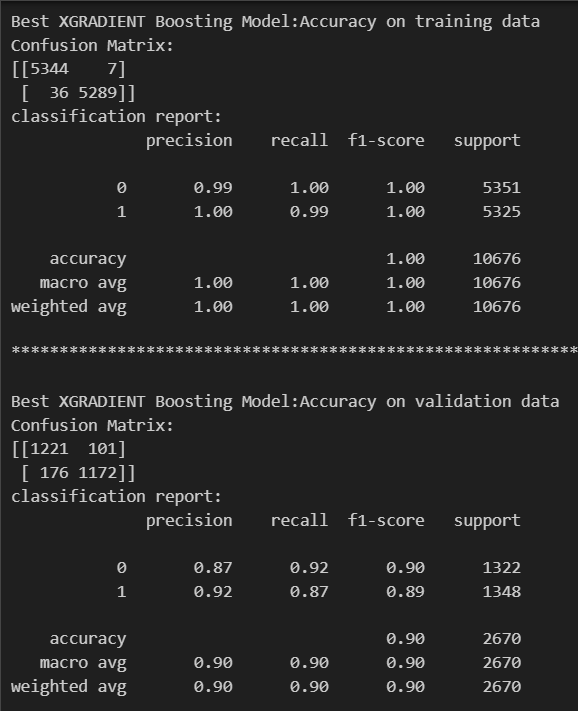 Best XGRADIENT Boosting Model:Accuracy on training data
Confusion Matrix:
[[5344    7]
 [  36 5289]]
classification report:
              precision    recall  f1-score   support

           0       0.99      1.00      1.00      5351
           1       1.00      0.99      1.00      5325

    accuracy                           1.00     10676
   macro avg       1.00      1.00      1.00     10676
weighted avg       1.00      1.00      1.00     10676

***********************************************************
Best XGRADIENT Boosting Model:Accuracy on validation data
Confusion Matrix:
[[1221  101]
 [ 176 1172]]
classification report:
              precision    recall  f1-score   support

           0       0.87      0.92      0.90      1322
           1       0.92      0.87      0.89      1348

    accuracy                           0.90      2670
   macro avg       0.90      0.90      0.90      2670
weighted avg       0.90      0.90      0.90      2670